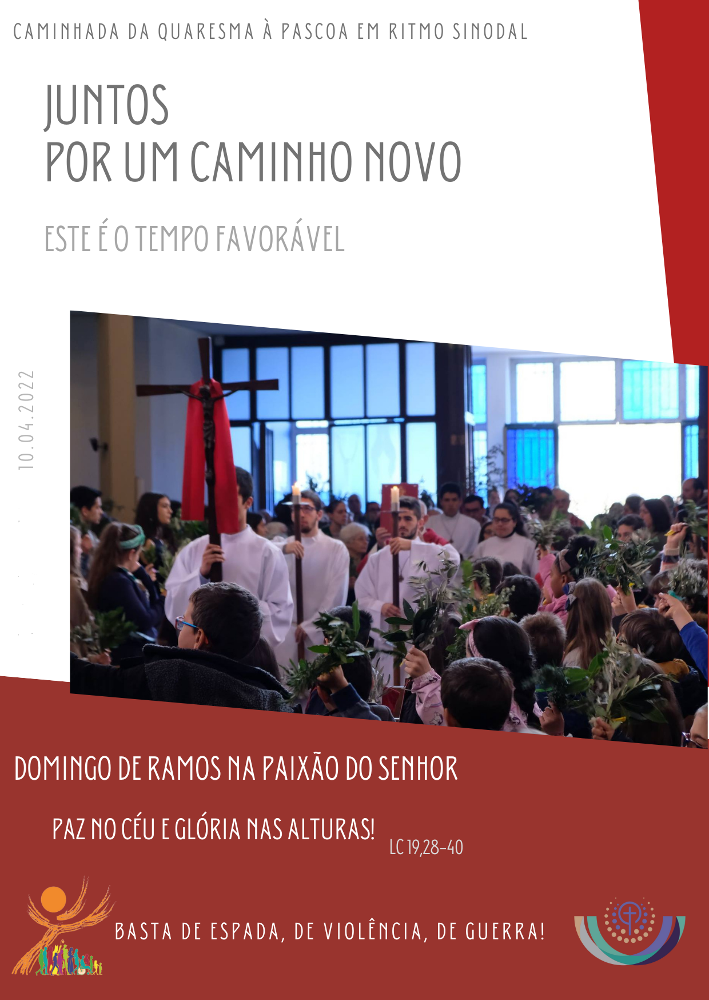 CAMINHADA DA QUARESMA À PASCOA EM RITMO SINODAL
JUNTOS
POR UM CAMINHO NOVO
ESTE É O TEMPO FAVORÁVEL
10.04.2022
DOMINGO DE RAMOS NA PAIXÃO DO SENHOR
PAZ NO CÉU E GLÓRIA NAS ALTURAS!
LC 19,28-40
BASTA DE ESPADA, DE VIOLÊNCIA, DE GUERRA!